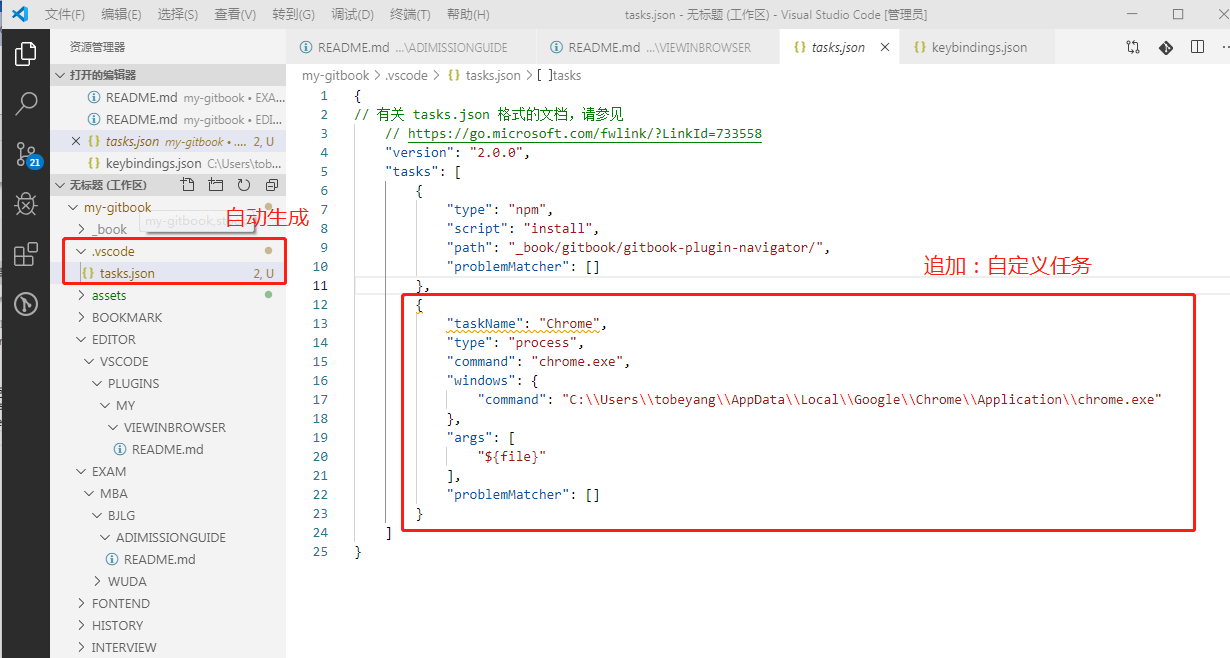 文件(F) 编辑(E) 选择(S) 查看(V) 转到(G) 调试(D) 终端(T) 帮助(H) tasks.json - 无标题 (工作区) - Visual Studio Code [管理员]
资源管理器
打开的编辑器
README.md my-gitbook • EXA...
README.md my-gitbook • EDI...
tasks.json my-gitbook • .... 2, U
keybindings.json C:\Users\tob...
无标题 (工作区)
my-gitbook
_book
自动生成
.vscode
tasks.json 2, U
assets
BOOKMARK
EDITOR
VSCODE
PLUGINS
MY
VIEWINBROWSER
README.md
EXAM
MBA
BJLG
ADIMISSIONGUIDE
README.md
WUDA
FONTEND
HISTORY
INTERVIEW
21
README.md ...\ADIMISSIONGUIDE README.md ...\VIEWINBROWSER tasks.json keybindings.json
my-gitbook > .vscode > {} tasks.json > [ ]tasks
1 {
2 // 有关 tasks.json 格式的文档，请参见
3 // https://go.microsoft.com/fwlink/?LinkId=733558
4 "version": "2.0.0",
5 "tasks": [
6 {
7 "type": "npm",
8 "script": "install",
9 "path": "_book/gitbook/gitbook-plugin-navigator/",
10 "problemMatcher": []
追加：自定义任务
11 },
12 {
13 "taskName": "Chrome",
14 "type": "process",
15 "command": "chrome.exe",
16 "windows": {
17 "command": "C:\\Users\\tobeyang\\AppData\\Local\\Google\\Chrome\\Application\\chrome.exe"
18 },
19 "args": [
20 "${file}"
21 ],
22 "problemMatcher": []
23 }
24 ]
25 }